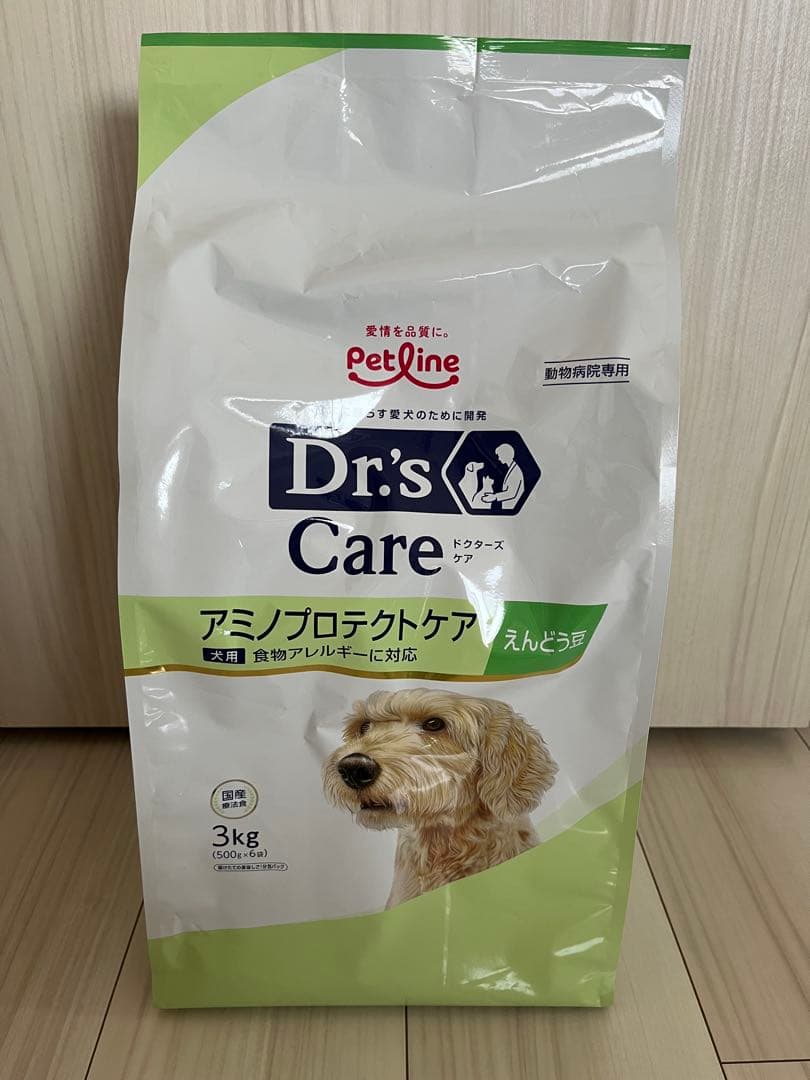 愛情を品質に。
Petline
動物病院専用
らす愛犬のために開発
Dr.'s
Care ドクターズ
ケア
アミノプロテクトケア えんどう豆
犬用 食物アレルギーに対応
国産
療法食
3kg
(500g×6袋)